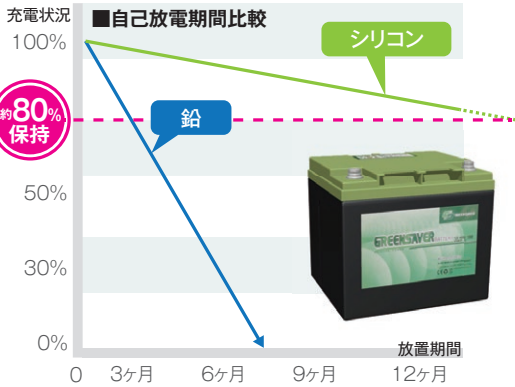 充電状況
■自己放電期間比較
100%
シリコン
約80%
保持
鉛
50%
30%
GREENSAVER
0%
放置期間
0
3ヶ月
6ヶ月
9ヶ月
12ヶ月